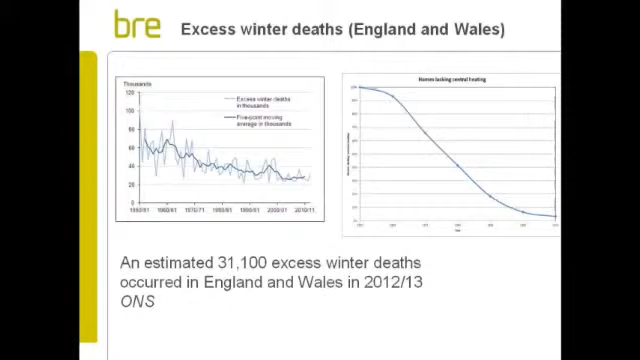 bre
Excess winter deaths (England and Wales)
Thousands
120
100
80
60
40
20
0
Excess winter deaths
in thousands
Five-point moving
average in thousands
1950/51 1960/61 1970/71 1980/81 1990/91 2000/01 2010/11
Homes lacking central heating
An estimated 31,100 excess winter deaths
occurred in England and Wales in 2012/13
ONS